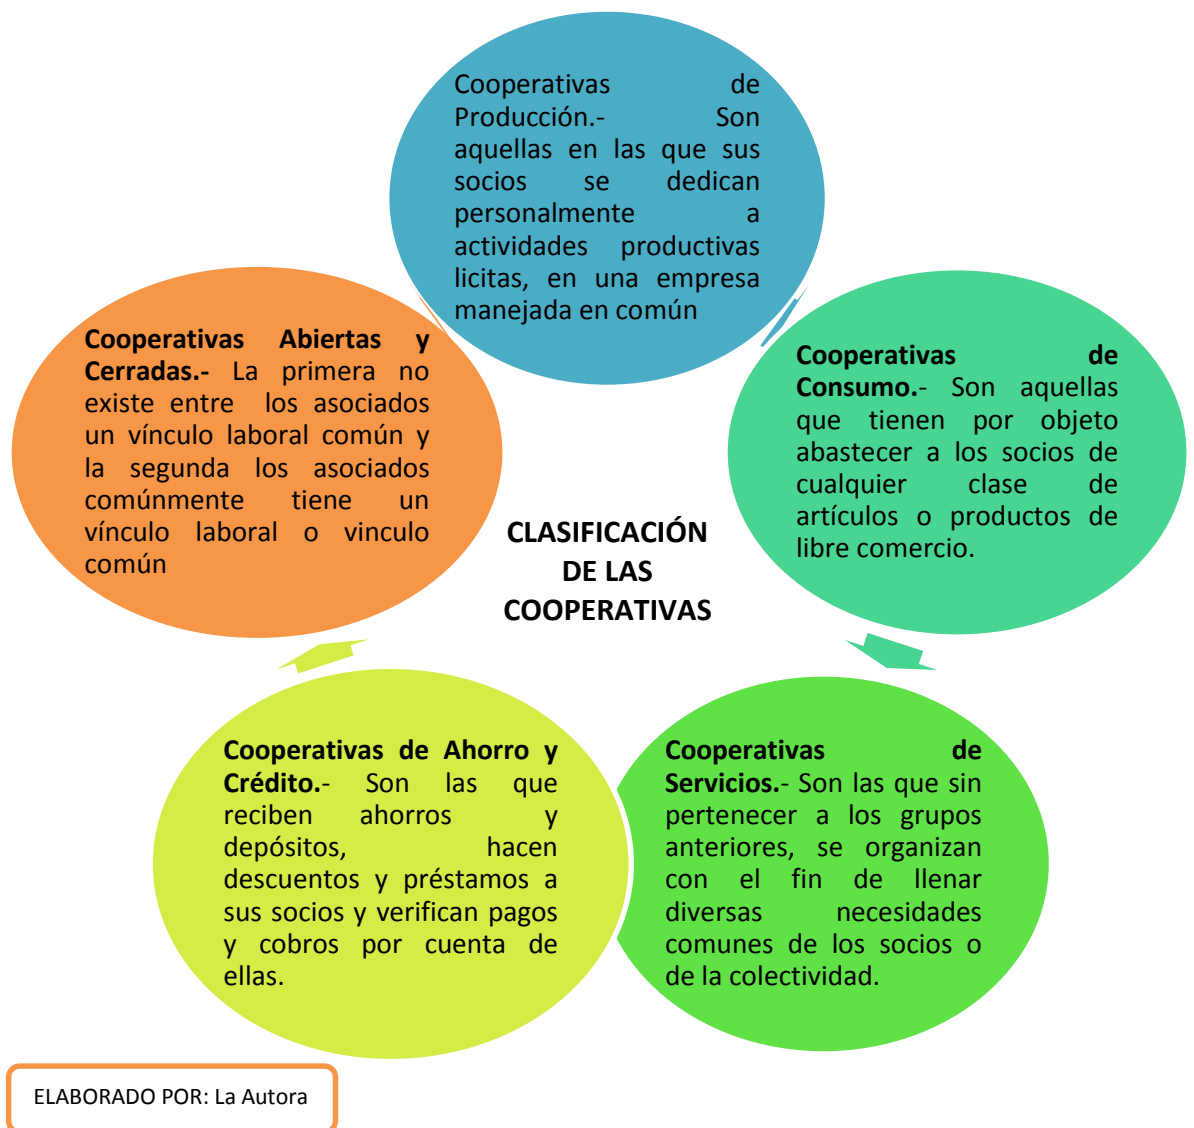 Cooperativas de
Producción.- Son
aquellas en las que sus
socios se dedican
personalmente a
actividades productivas
licitas, en una empresa
manejada en común
Cooperativas de
Consumo.- Son aquellas
que tienen por objeto
abastecer a los socios de
cualquier clase de
artículos o productos de
libre comercio.
Cooperativas de
Servicios.- Son las que sin
pertenecer a los grupos
anteriores, se organizan
con el fin de llenar
diversas necesidades
comunes de los socios o
de la colectividad.
Cooperativas de Ahorro y
Crédito.- Son las que
reciben ahorros y
depósitos, hacen
descuentos y préstamos a
sus socios y verifican pagos
y cobros por cuenta de
ellas.
Cooperativas Abiertas y
Cerradas.- La primera no
existe entre los asociados
un vínculo laboral común y
la segunda los asociados
comúnmente tiene un
vínculo laboral o vinculo
común
CLASIFICACIÓN
DE LAS
COOPERATIVAS
ELABORADO POR: La Autora